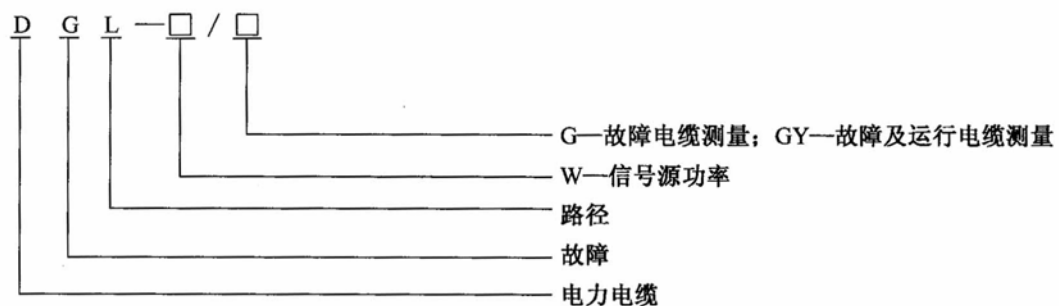 D G L—□/□
G—故障电缆测量；GY—故障及运行电缆测量
W—信号源功率
路径
故障
电力电缆